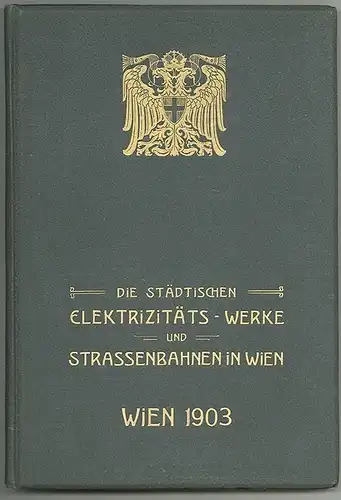 DIE STÄDTISCHEN
ELEKTRIZITÄTS-WERKE
UND
STRASSENBAHNEN IN WIEN
WIEN 1903